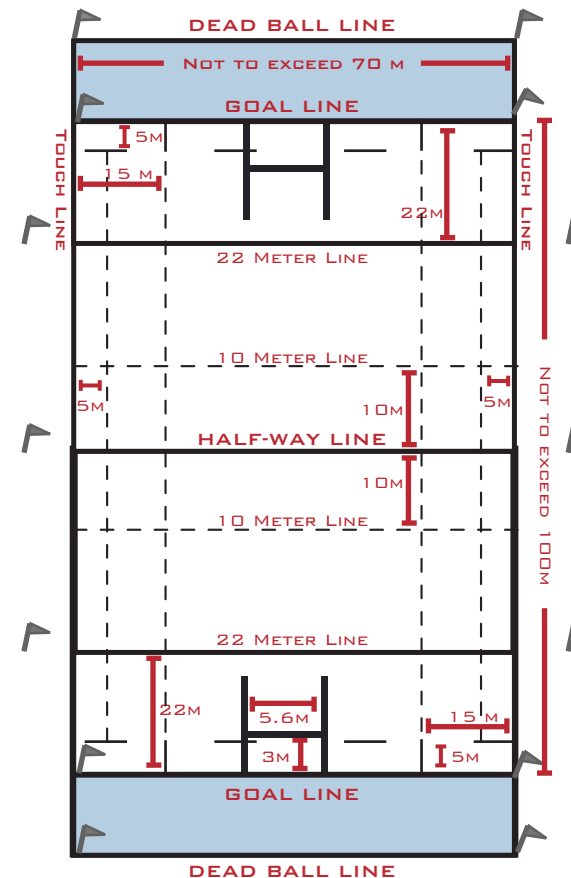 DEAD BALL LINE
NOT TO EXCEED 70 M
GOAL LINE
TOUCH LINE
TOUCH LINE
5M
15 M
22M
22 METER LINE
10 METER LINE
5M
5M
10M
NOT TO EXCEED 100M
HALF-WAY LINE
10M
10 METER LINE
22 METER LINE
22M
5.6M
15 M
3M
5M
GOAL LINE
DEAD BALL LINE